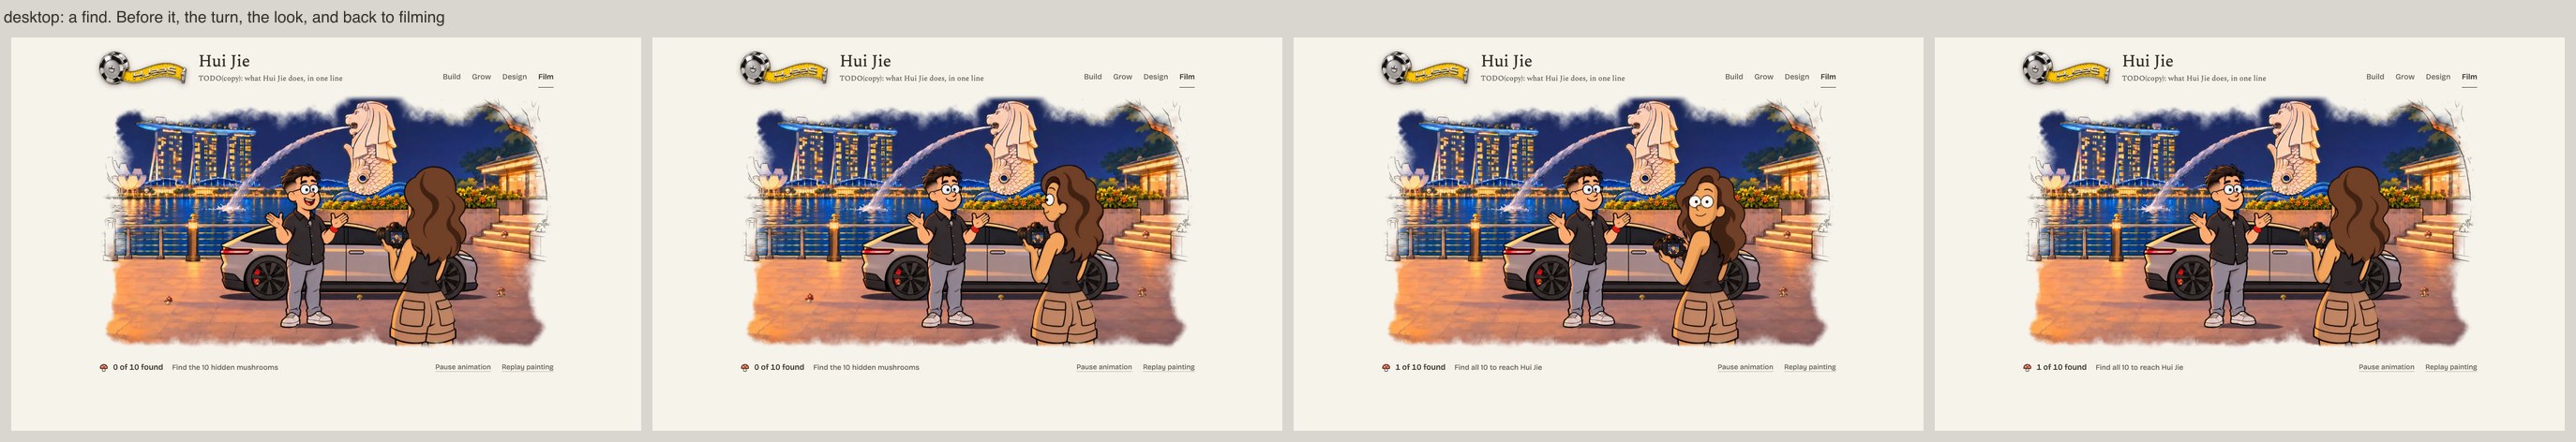 desktop: a find. Before it, the turn, the look, and back to filming
Hui Jie
TODO(copy): what Hui Jie does, in one line
Build Grow Design Film
0 of 10 found Find the 10 hidden mushrooms
Pause animation Replay painting
Hui Jie
TODO(copy): what Hui Jie does, in one line
Build Grow Design Film
0 of 10 found Find the 10 hidden mushrooms
Pause animation Replay painting
Hui Jie
TODO(copy): what Hui Jie does, in one line
Build Grow Design Film
1 of 10 found Find all 10 to reach Hui Jie
Pause animation Replay painting
Hui Jie
TODO(copy): what Hui Jie does, in one line
Build Grow Design Film
1 of 10 found Find all 10 to reach Hui Jie
Pause animation Replay painting